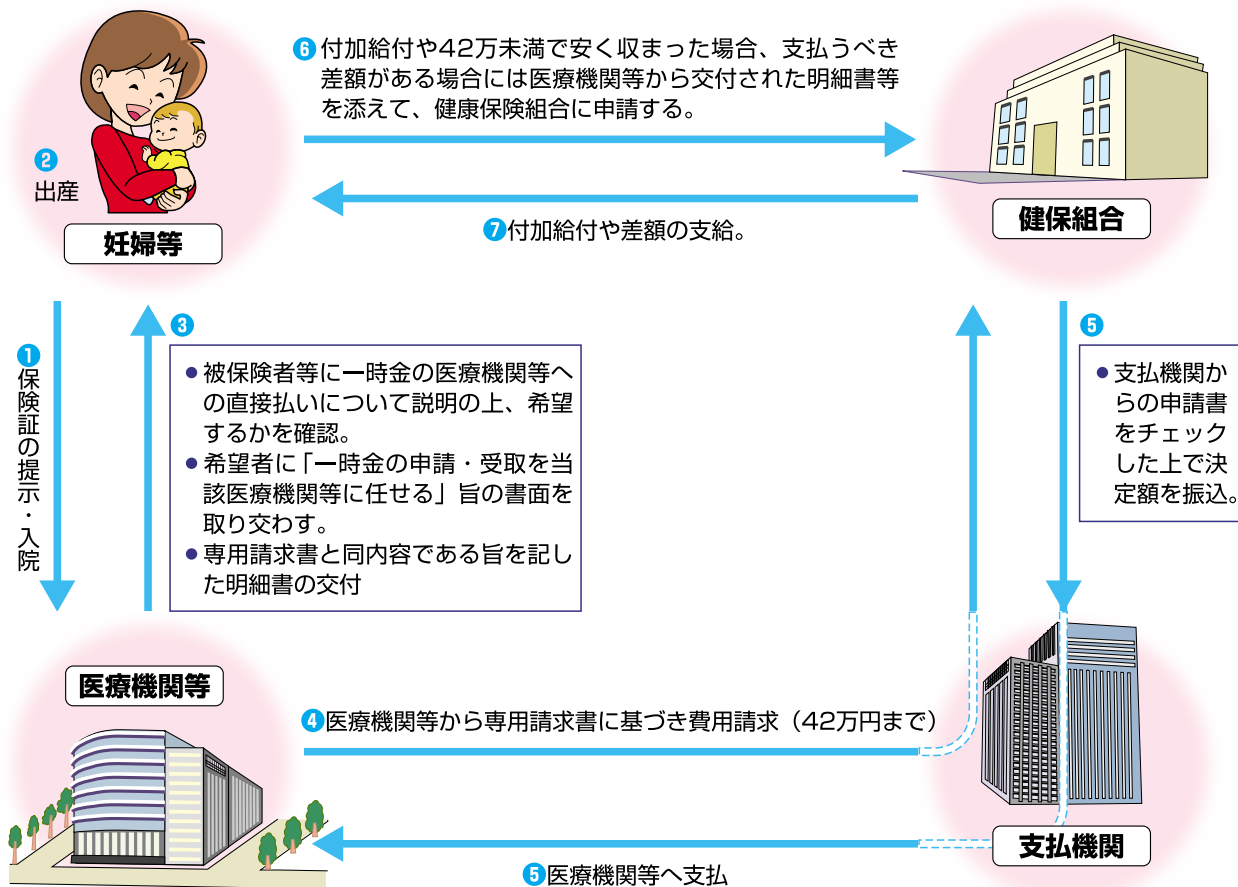 ❻付加給付や42万未満で安く収まった場合、支払うべき
差額がある場合には医療機関等から交付された明細書等
を添えて、健康保険組合に申請する。
❷
出産
妊婦等
健保組合
❼付加給付や差額の支給。
❶保険証の提示・入院
❸
●被保険者等に一時金の医療機関等へ
の直接払いについて説明の上、希望
するかを確認。
●希望者に「一時金の申請・受取を当
該医療機関等に任せる」旨の書面を
取り交わす。
●専用請求書と同内容である旨を記し
た明細書の交付
❺
●支払機関か
らの申請書
をチェック
した上で決
定額を振込。
医療機関等
❹医療機関等から専用請求書に基づき費用請求（42万円まで）
支払機関
❺医療機関等へ支払